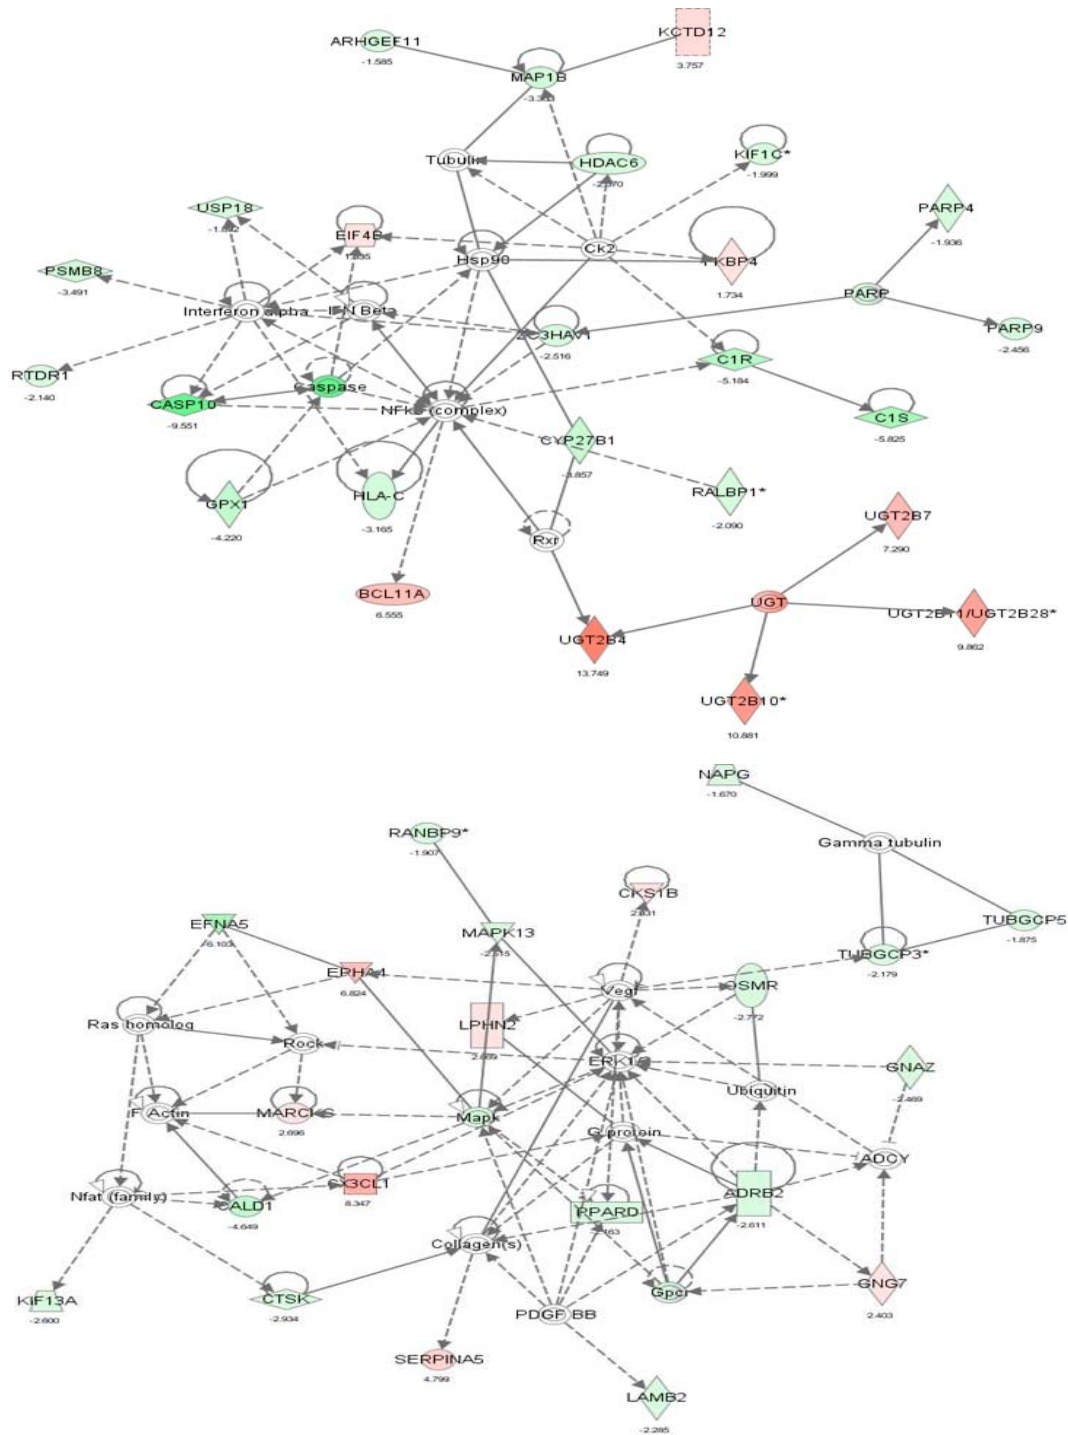 ARHGEF11
-1.585
KCTD12
3.757
MAP1B
Tubulin
HDAC6
KIF1C*
-1.999
USP18
EIF4B
Hsp90
Ck2
FKBP4
1.734
PARP4
-1.936
PSMB8
-3.491
Interferon alpha
IFN Beta
ZC3HAV1
-2.516
PARP
PARP9
-2.456
RTDR1
-2.140
C1R
-5.184
CASP10
-9.551
Caspase
NFkB (complex)
C1S
-5.825
CYP27B1
-3.857
GPX1
-4.220
HLA-C
-3.165
RALBP1*
-2.090
Rxr
UGT2B7
7.290
BCL11A
6.555
UGT
UGT2B11/UGT2B28*
9.862
UGT2B4
13.749
UGT2B10*
10.881
NAPG
-1.670
RANBP9*
-1.907
Gamma tubulin
CKS1B
EFNA5
-6.103
MAPK13
TUBGCP5
-1.875
TUBGCP3*
-2.179
EPHA4
6.824
Vegf
OSMR
-2.772
Ras homolog
LPHN2
Rock
ERK1/2
GNAZ
-2.469
Ubiquitin
F Actin
MARCKS
2.696
Mapk
G protein
ADCY
Nfat (family)
CX3CL1
8.347
CALD1
-4.649
PPARD
ADRB2
-2.611
Collagen(s)
KIF13A
-2.600
CTSK
-2.934
PDGF BB
Gpcr
GNG7
2.403
SERPINA5
4.799
LAMB2
-2.285